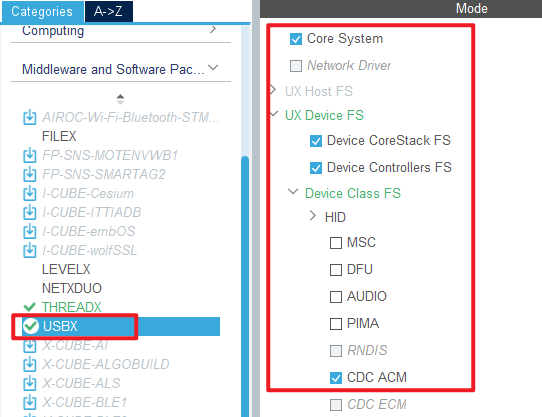 Categories
A->Z
Computing
Middleware and Software Pac...
AIROC-Wi-Fi-Bluetooth-STM...
FILEX
FP-SNS-MOTENVWB1
FP-SNS-SMARTAG2
I-CUBE-Cesium
I-CUBE-ITTIADB
I-CUBE-embOS
I-CUBE-wolfSSL
LEVELX
NETXDUO
THREADX
USBX
X-CUBE-AI
X-CUBE-ALGOBUILD
X-CUBE-ALS
X-CUBE-BLE1
Mode
Core System
Network Driver
UX Host FS
UX Device FS
Device CoreStack FS
Device Controllers FS
Device Class FS
HID
MSC
DFU
AUDIO
PIMA
RNDIS
CDC ACM
CDC ECM